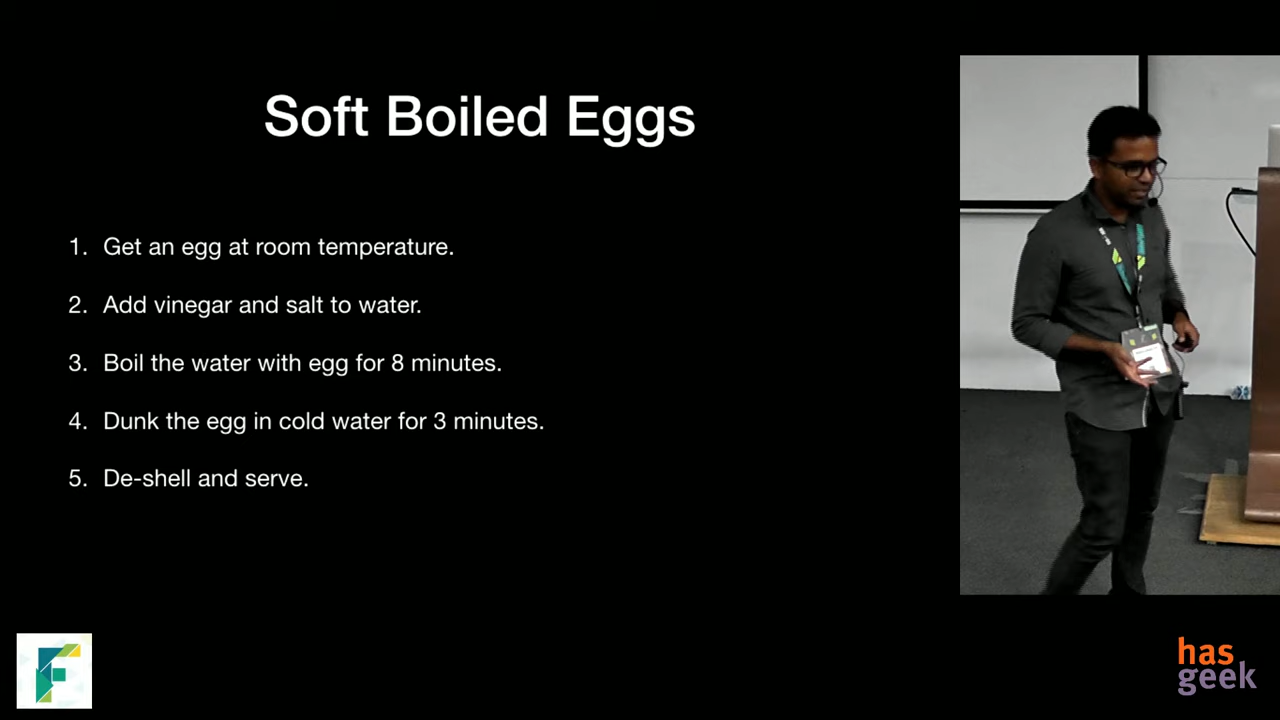 Soft Boiled Eggs
1. Get an egg at room temperature.
2. Add vinegar and salt to water.
3. Boil the water with egg for 8 minutes.
4. Dunk the egg in cold water for 3 minutes.
5. De-shell and serve.
F
has
geek